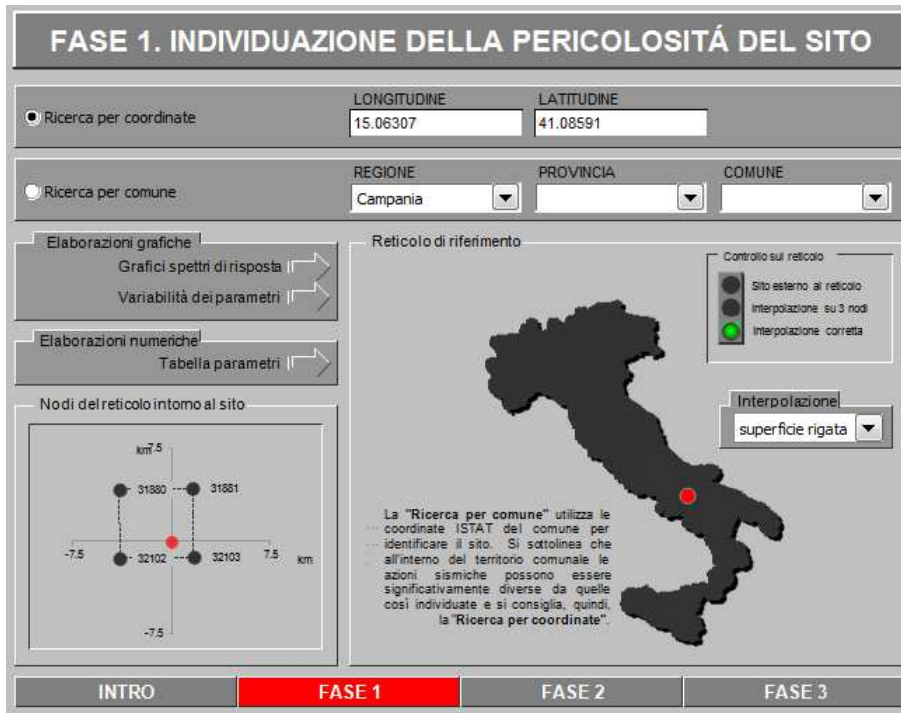 FASE 1. INDIVIDUAZIONE DELLA PERICOLOSITÁ DEL SITO
LONGITUDINE LATITUDINE
Ricerca per coordinate 15.06307 41.08591
REGIONE PROVINCIA COMUNE
Ricerca per comune Campania
Elaborazioni grafiche
Grafici spettri di risposta
Variabilità dei parametri
Elaborazioni numeriche
Tabella parametri
Nodi del reticolo intorno al sito
km 7.5
31880 31881
-7.5 32102 32103 7.5 km
-7.5
Reticolo di riferimento
Controllo sul reticolo
Sito esterno al reticolo
Interpolazione su 3 nodi
Interpolazione corretta
Interpolazione
superficie rigata
La "Ricerca per comune" utilizza le
coordinate ISTAT del comune per
identificare il sito. Si sottolinea che
all'interno del territorio comunale le
azioni sismiche possono essere
significativamente diverse da quelle
così individuate e si consiglia, quindi,
la "Ricerca per coordinate".
INTRO FASE 1 FASE 2 FASE 3